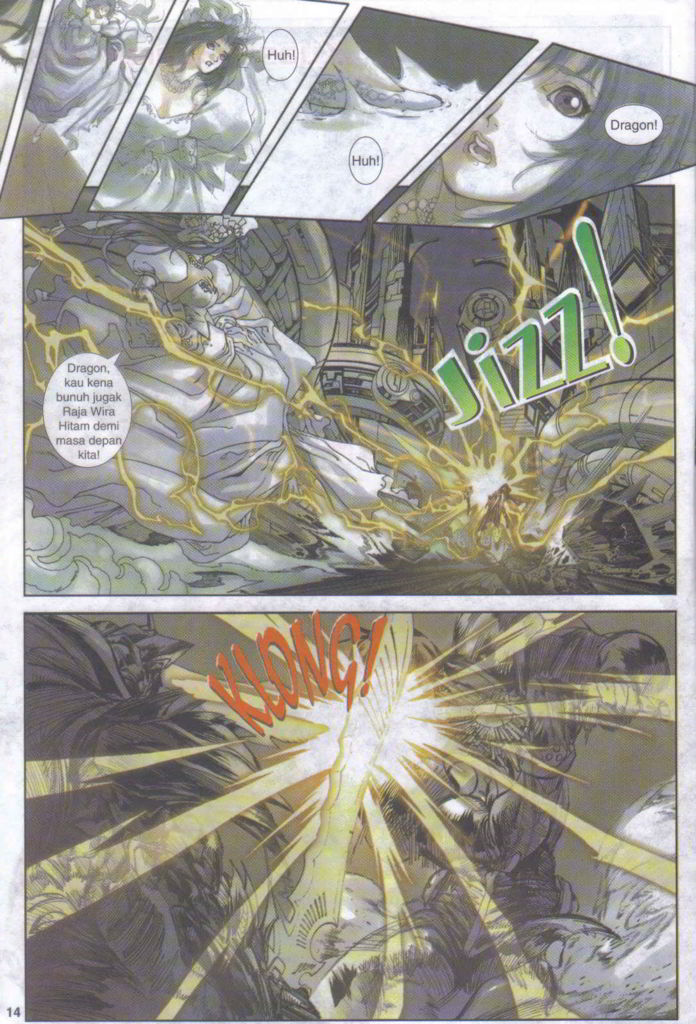 Huh!
Huh!
Dragon!
Jizz!
Dragon,
kau kena
bunuh jugak
Raja Wira
Hitam demi
masa depan
kita!
KLONG!
14